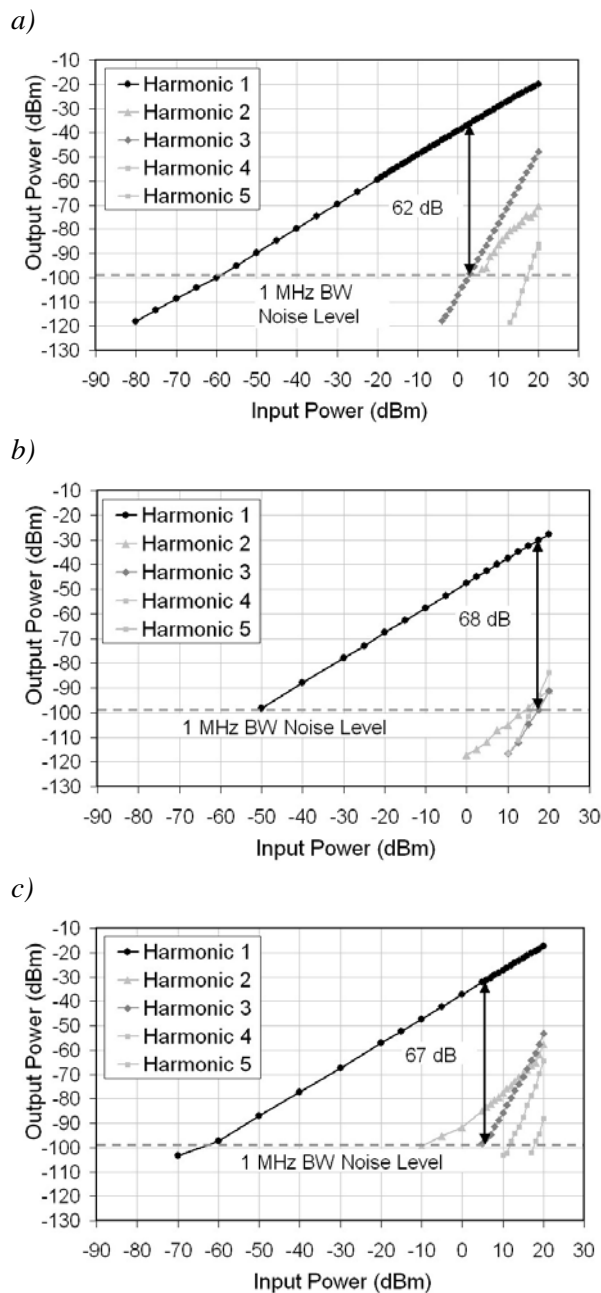 a)
-10
-20
-30
-40
-50
-60
-70
-80
-90
-100
-110
-120
-130
Output Power (dBm)
Harmonic 1
Harmonic 2
Harmonic 3
Harmonic 4
Harmonic 5
62 dB
1 MHz BW
Noise Level
-90 -80 -70 -60 -50 -40 -30 -20 -10 0 10 20 30
Input Power (dBm)
b)
-10
-20
-30
-40
-50
-60
-70
-80
-90
-100
-110
-120
-130
Output Power (dBm)
Harmonic 1
Harmonic 2
Harmonic 3
Harmonic 4
Harmonic 5
68 dB
1 MHz BW Noise Level
-90 -80 -70 -60 -50 -40 -30 -20 -10 0 10 20 30
Input Power (dBm)
c)
-10
-20
-30
-40
-50
-60
-70
-80
-90
-100
-110
-120
-130
Output Power (dBm)
Harmonic 1
Harmonic 2
Harmonic 3
Harmonic 4
Harmonic 5
67 dB
1 MHz BW Noise Level
-90 -80 -70 -60 -50 -40 -30 -20 -10 0 10 20 30
Input Power (dBm)